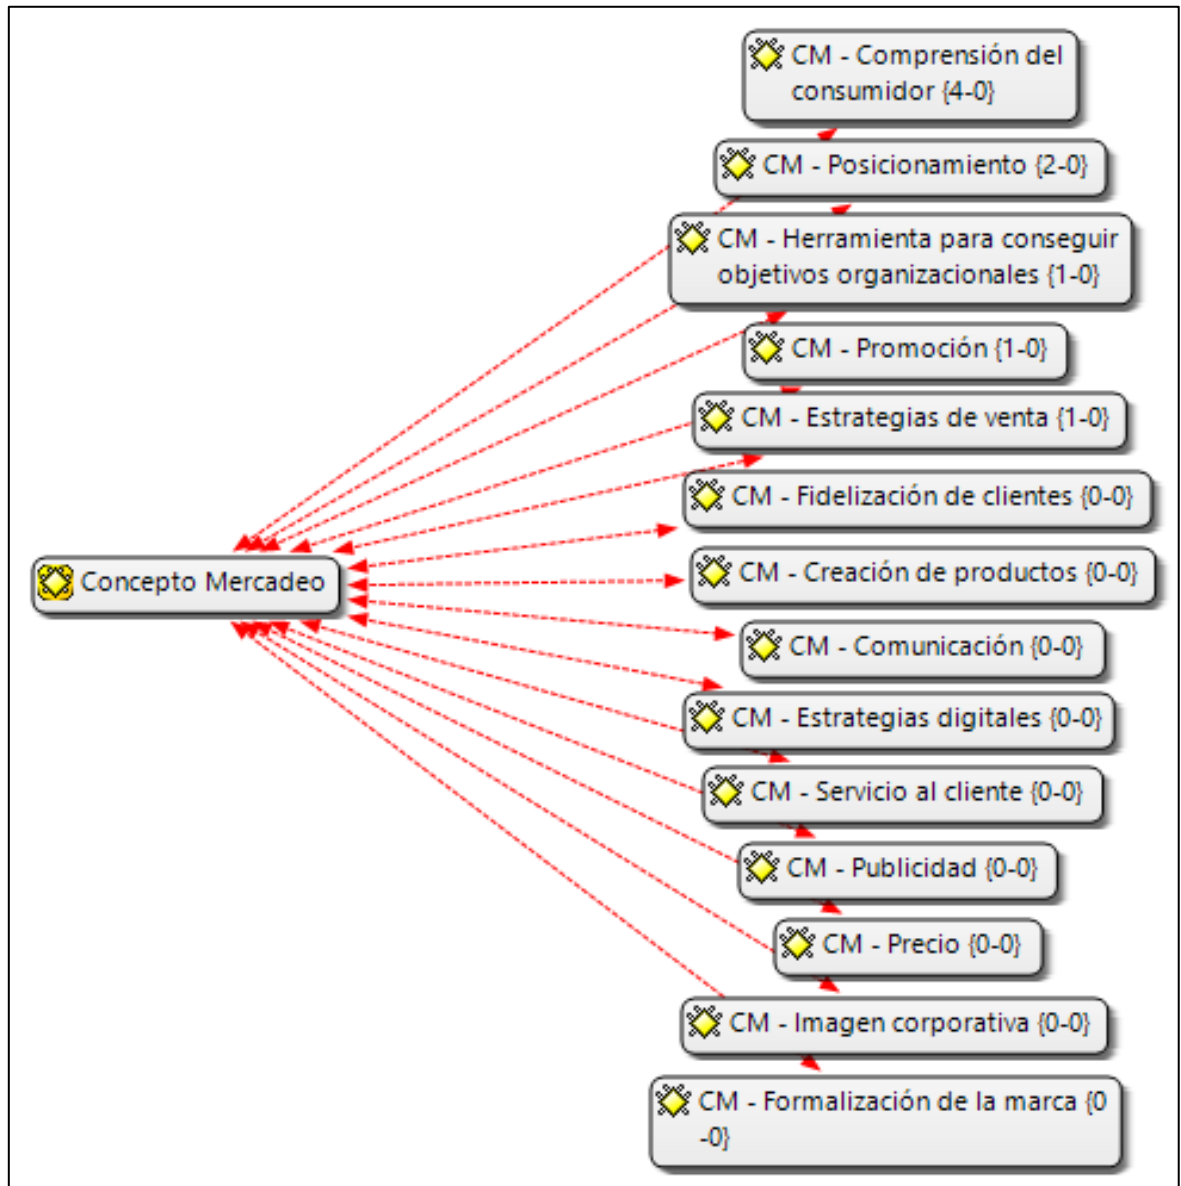 CM - Comprensión del
consumidor {4-0}
CM - Posicionamiento {2-0}
CM - Herramienta para conseguir
objetivos organizacionales {1-0}
CM - Promoción {1-0}
CM - Estrategias de venta {1-0}
CM - Fidelización de clientes {0-0}
CM - Creación de productos {0-0}
Concepto Mercadeo
CM - Comunicación {0-0}
CM - Estrategias digitales {0-0}
CM - Servicio al cliente {0-0}
CM - Publicidad {0-0}
CM - Precio {0-0}
CM - Imagen corporativa {0-0}
CM - Formalización de la marca {0
-0}